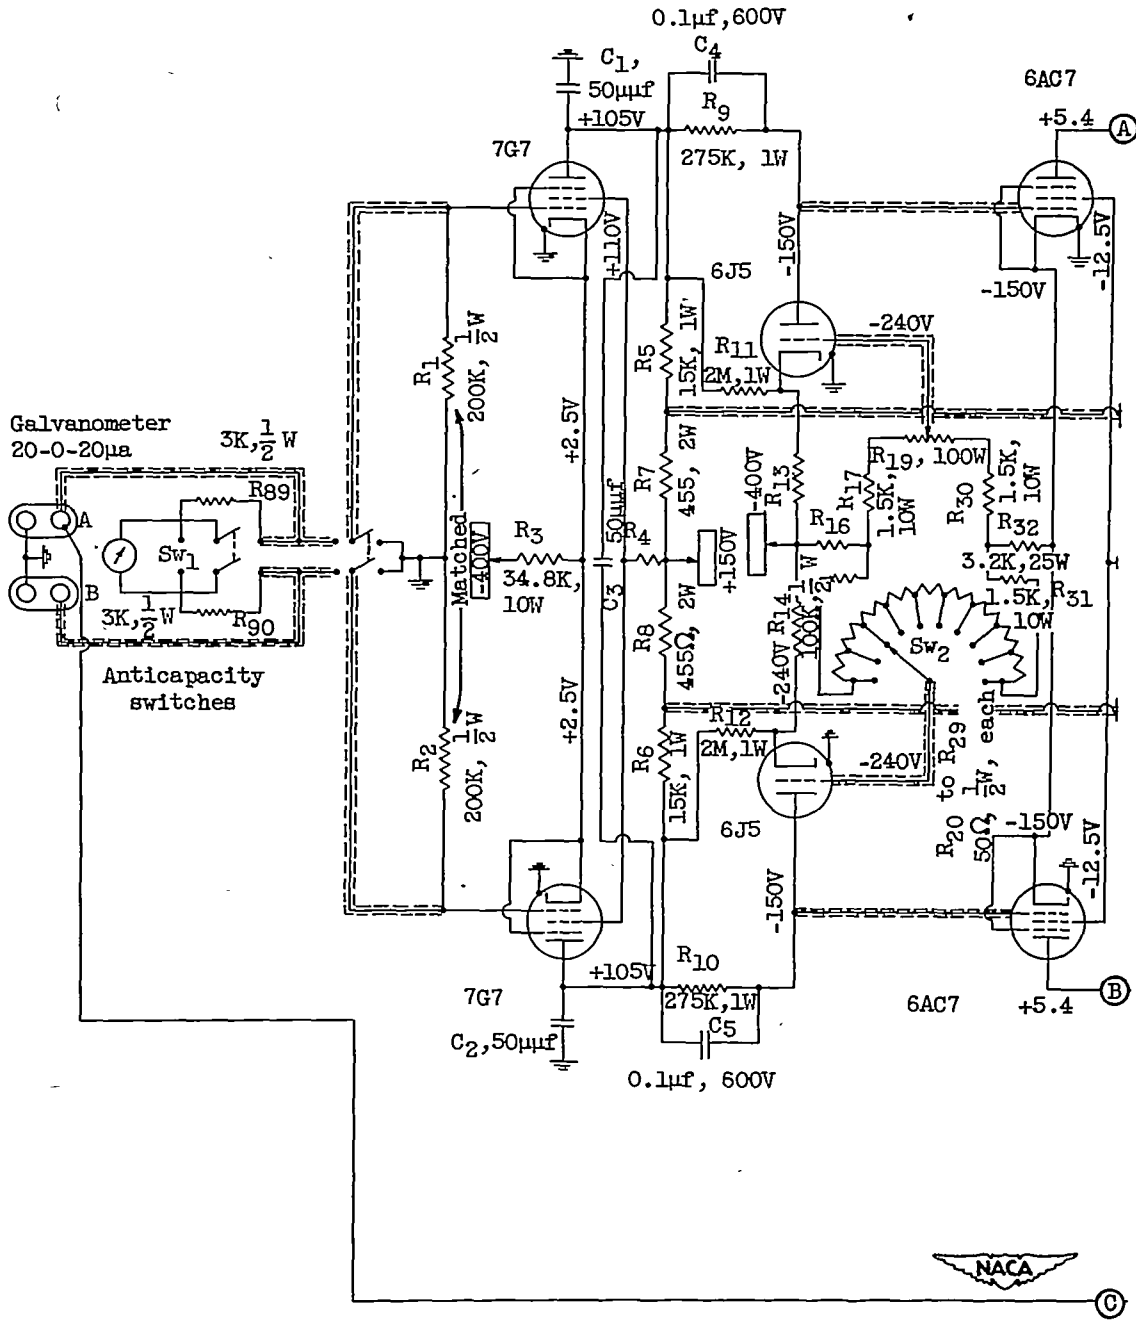 0.1µf,600V
C4
C1,
50µµf
+105V
R9
275K, 1W
6AC7
+5.4
A
7G7
+110V
-150V
-12.5V
-150V
6J5
-240V
R1
200K, 1/2 W
R5
15K, 1W
R11
2M,1W
Galvanometer
20-0-20µa
3K, 1/2 W
R89
+2.5V
R7
455, 2W
-400V
R13
R17
1.5K,
10W
R19, 100W
R30
1.5K,
10W
A
Sw1
Matched
-400V
R3
34.8K,
10W
50µµf
C3
R4
+150V
R16
R32
3.2K, 25W
B
3K, 1/2 W
R90
R8
455Ω, 2W
R14
100K, 1/2 W
1.5K, R31
10W
Sw2
Anticapacity
switches
+2.5V
-240V
R2
200K, 1/2 W
R6
15K, 1W
R12
2M,1W
-240V
R20 to R29
50Ω, 1/2 W, each
6J5
-150V
-12.5V
-150V
7G7
+105V
R10
275K,1W
C5
6AC7
+5.4
B
C2,50µµf
0.1µf, 600V
NACA
C